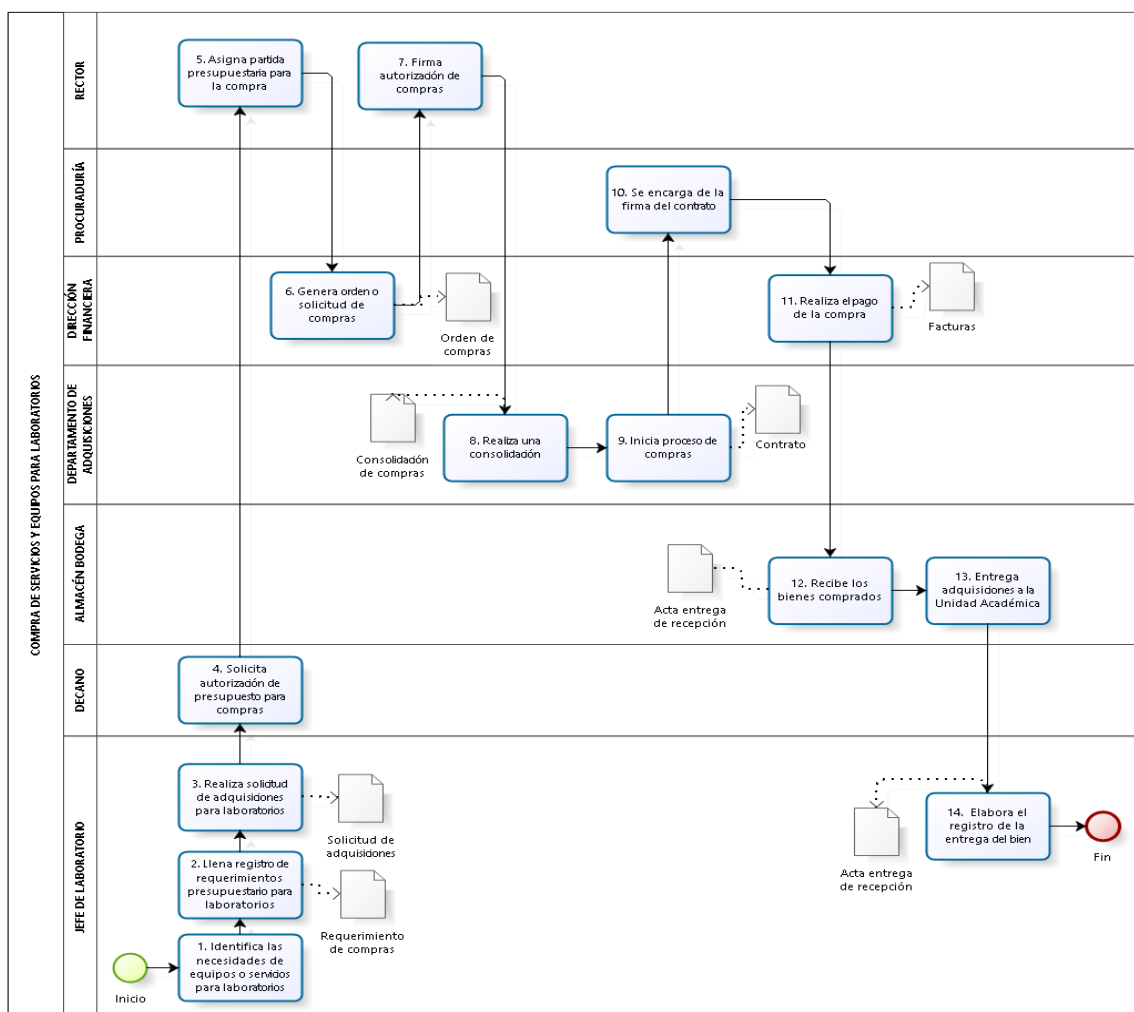 COMPRA DE SERVICIOS Y EQUIPOS PARA LABORATORIOS
RECTOR
5. Asigna partida
presupuestaria para
la compra
7. Firma
autorización de
compras
PROCURADURÍA
10. Se encarga de la
firma del contrato
DIRECCIÓN
FINANCIERA
6. Genera orden o
solicitud de
compras
Orden de
compras
11. Realiza el pago
de la compra
Facturas
DEPARTAMENTO DE
ADQUISICIONES
Consolidación
de compras
8. Realiza una
consolidación
9. Inicia proceso de
compras
Contrato
ALMACÉN BODEGA
Acta entrega
de recepción
12. Recibe los
bienes comprados
13. Entrega
adquisiciones a la
Unidad Académica
DECANO
4. Solicita
autorización de
presupuesto para
compras
JEFE DE LABORATORIO
3. Realiza solicitud
de adquisiciones
para laboratorios
Solicitud de
adquisiciones
2. Llena registro de
requerimientos
presupuestario para
laboratorios
Requerimiento
de compras
1. Identifica las
necesidades de
equipos o servicios
para laboratorios
Inicio
Acta entrega
de recepción
14. Elabora el
registro de la
entrega del bien
Fin